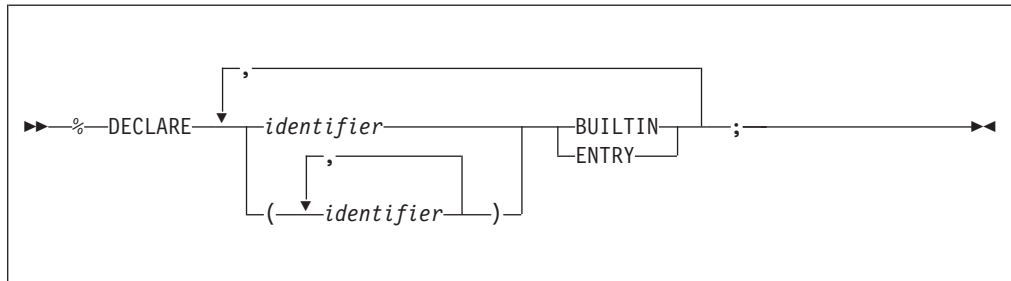 ,
►►—%—DECLARE—identifier—BUILTIN—;—►◄
, ENTRY
(—identifier—)